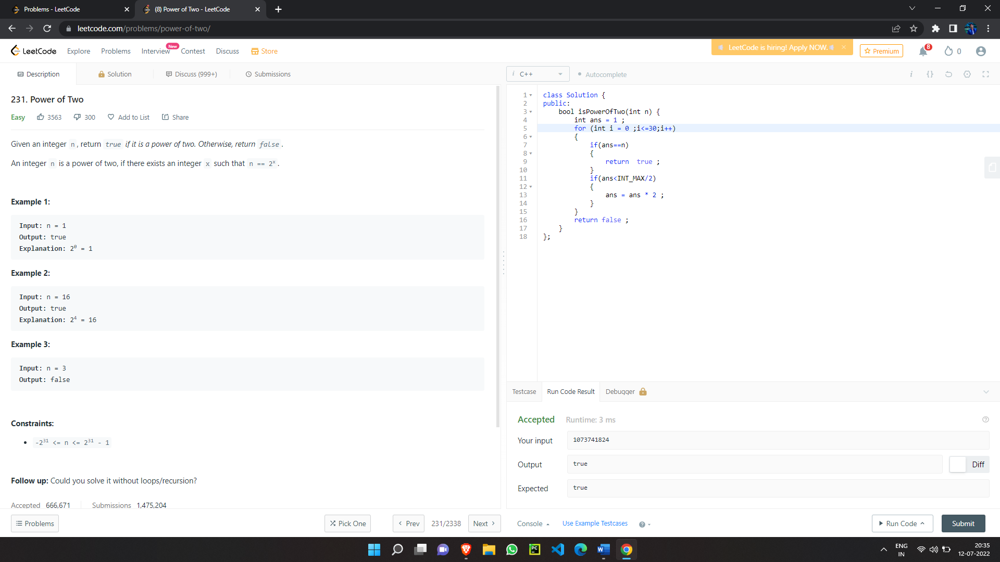 Problems - LeetCode
(8) Power of Two - LeetCode
leetcode.com/problems/power-of-two/
LeetCode Explore Problems Interview New Contest Discuss Store
LeetCode is hiring! Apply NOW.
Premium 8 0
Description Solution Discuss (999+) Submissions
i C++ Autocomplete i {}
231. Power of Two
Easy 3563 300 Add to List Share
Given an integer n, return true if it is a power of two. Otherwise, return false.
An integer n is a power of two, if there exists an integer x such that n == 2ˣ.
Example 1:
Input: n = 1
Output: true
Explanation: 2⁰ = 1
Example 2:
Input: n = 16
Output: true
Explanation: 2⁴ = 16
Example 3:
Input: n = 3
Output: false
Constraints:
-2³¹ <= n <= 2³¹ - 1
Follow up: Could you solve it without loops/recursion?
Accepted 666,671 Submissions 1,475,204
Problems Pick One Prev 231/2338 Next
1 class Solution {
2 public:
3 bool isPowerOfTwo(int n) {
4 int ans = 1 ;
5 for (int i = 0 ;i<=30;i++)
6 {
7 if(ans==n)
8 {
9 return  true ;
10 }
11 if(ans<INT_MAX/2)
12 {
13 ans = ans * 2 ;
14 }
15 }
16 return false ;
17 }
18 };
Testcase Run Code Result Debugger
Accepted Runtime: 3 ms
Your input 1073741824
Output true Diff
Expected true
Console Use Example Testcases Run Code Submit
PC
W
ENG
IN
20:35
12-07-2022